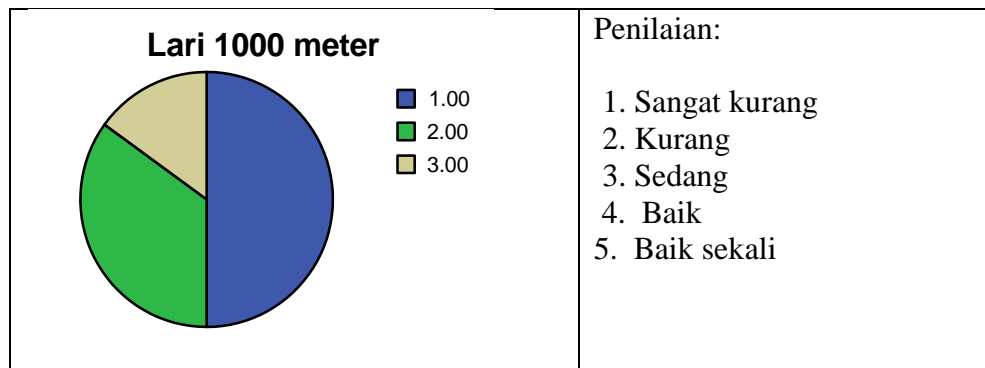 Lari 1000 meter
1.00
2.00
3.00
Penilaian:
1. Sangat kurang
2. Kurang
3. Sedang
4. Baik
5. Baik sekali